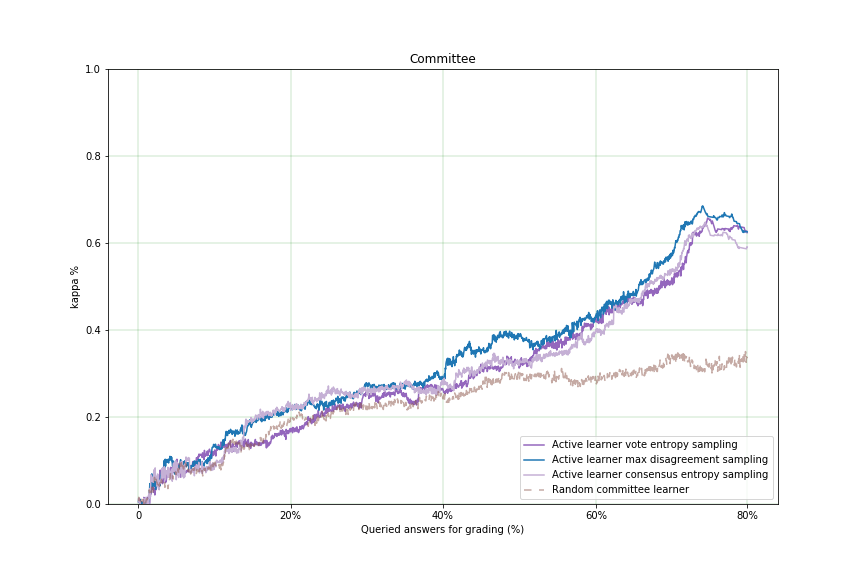 Committee
1.0
0.8
0.6
0.4
0.2
0.0
kappa %
0
20%
40%
60%
80%
Queried answers for grading (%)
Active learner vote entropy sampling
Active learner max disagreement sampling
Active learner consensus entropy sampling
Random committee learner